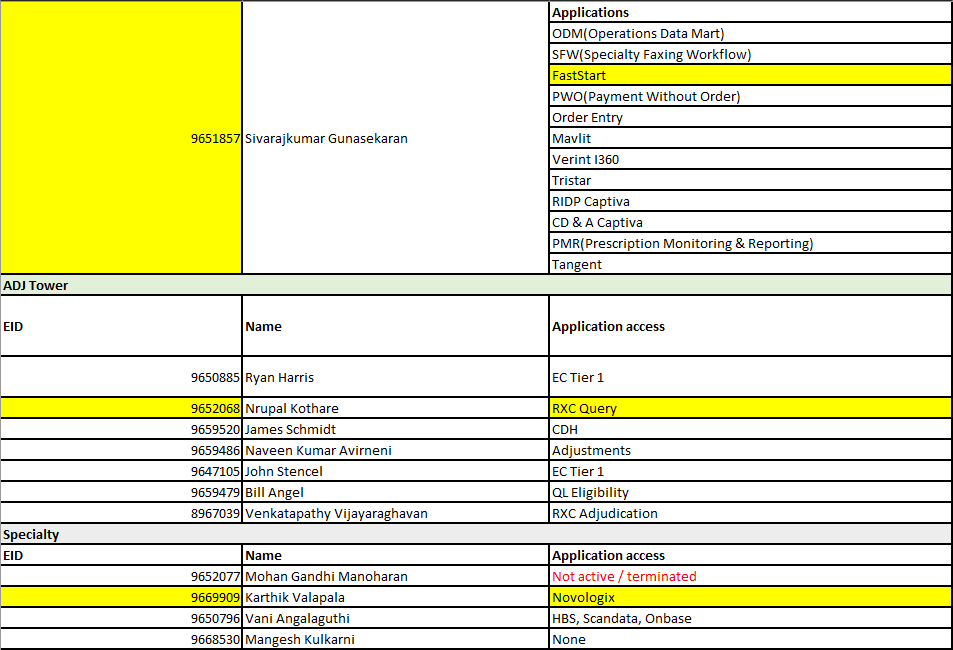 Applications
ODM(Operations Data Mart)
SFW(Specialty Faxing Workflow)
FastStart
PWO(Payment Without Order)
Order Entry
9651857 Sivarajkumar Gunasekaran Mavlit
Verint I360
Tristar
RIDP Captiva
CD & A Captiva
PMR(Prescription Monitoring & Reporting)
Tangent
ADJ Tower
EID Name Application access
9650885 Ryan Harris EC Tier 1
9652068 Nrupal Kothare RXC Query
9659520 James Schmidt CDH
9659486 Naveen Kumar Avirneni Adjustments
9647105 John Stencel EC Tier 1
9659479 Bill Angel QL Eligibility
8967039 Venkatapathy Vijayaraghavan RXC Adjudication
Specialty
EID Name Application access
9652077 Mohan Gandhi Manoharan Not active / terminated
9669909 Karthik Valapala Novologix
9650796 Vani Angalaguthi HBS, Scandata, Onbase
9668530 Mangesh Kulkarni None